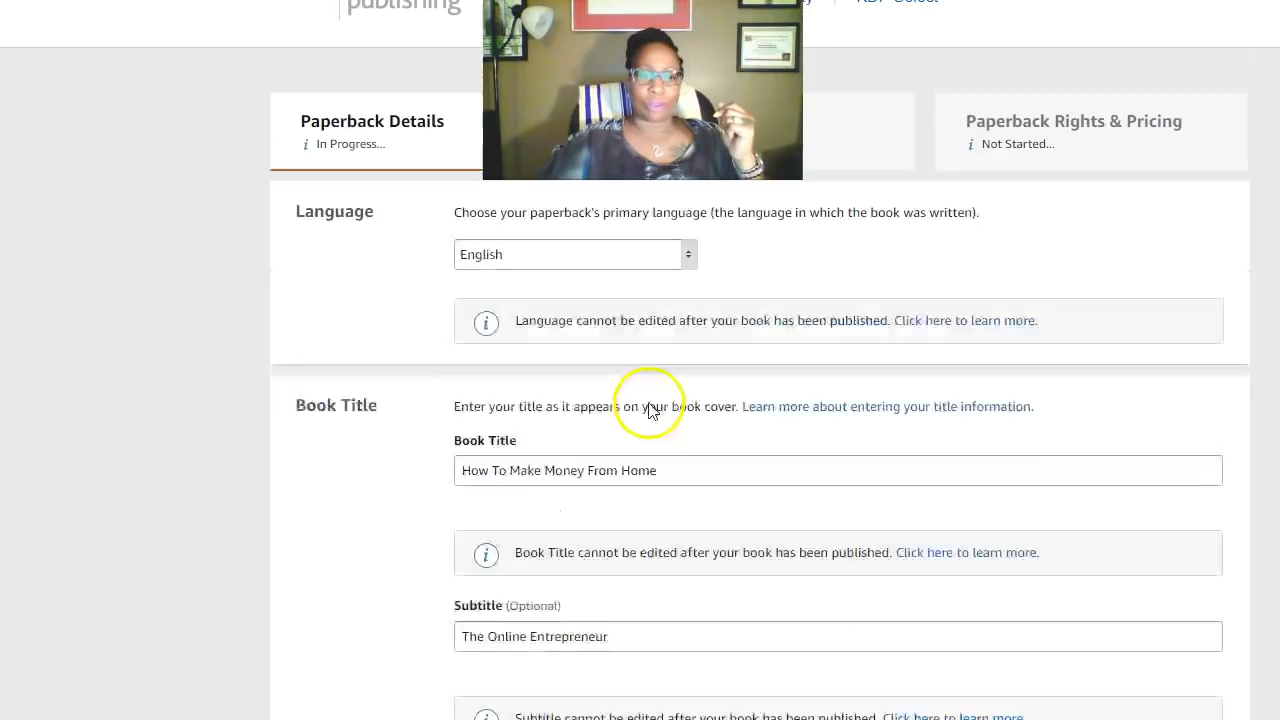 publishing
KDP Select
Paperback Details
i In Progress...
Paperback Rights & Pricing
i Not Started...
Language
Choose your paperback's primary language (the language in which the book was written).
English
i Language cannot be edited after your book has been published. Click here to learn more.
Book Title
Enter your title as it appears on your book cover. Learn more about entering your title information.
Book Title
How To Make Money From Home
i Book Title cannot be edited after your book has been published. Click here to learn more.
Subtitle (Optional)
The Online Entrepreneur
Subtitle cannot be edited after your book has been published. Click here to learn more.